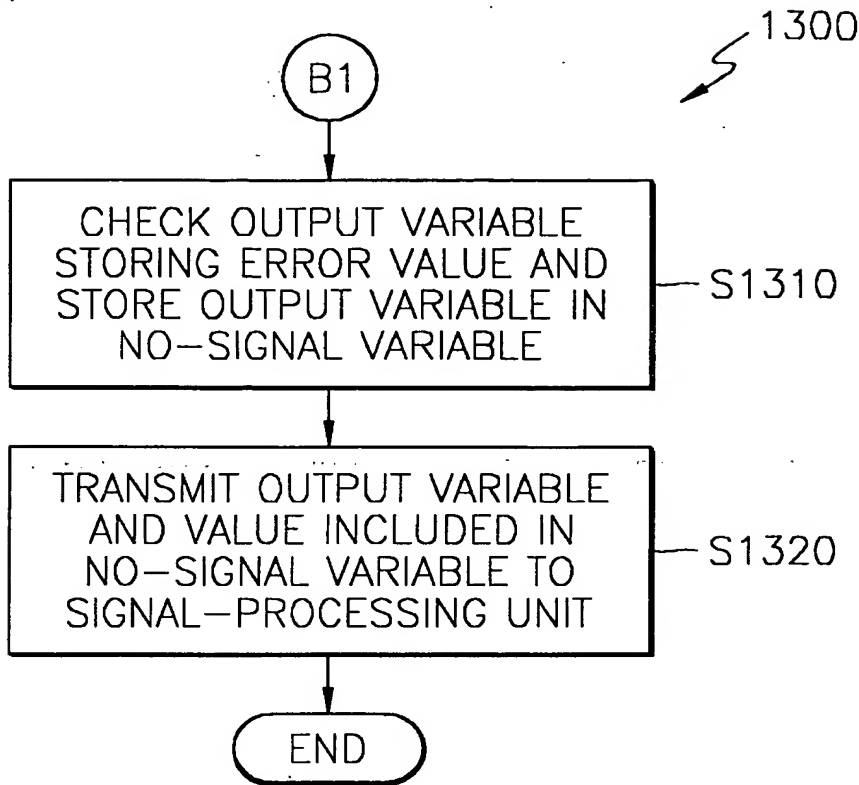 1300
B1
CHECK OUTPUT VARIABLE
STORING ERROR VALUE AND
STORE OUTPUT VARIABLE IN
NO-SIGNAL VARIABLE
S1310
TRANSMIT OUTPUT VARIABLE
AND VALUE INCLUDED IN
NO-SIGNAL VARIABLE TO
SIGNAL-PROCESSING UNIT
S1320
END